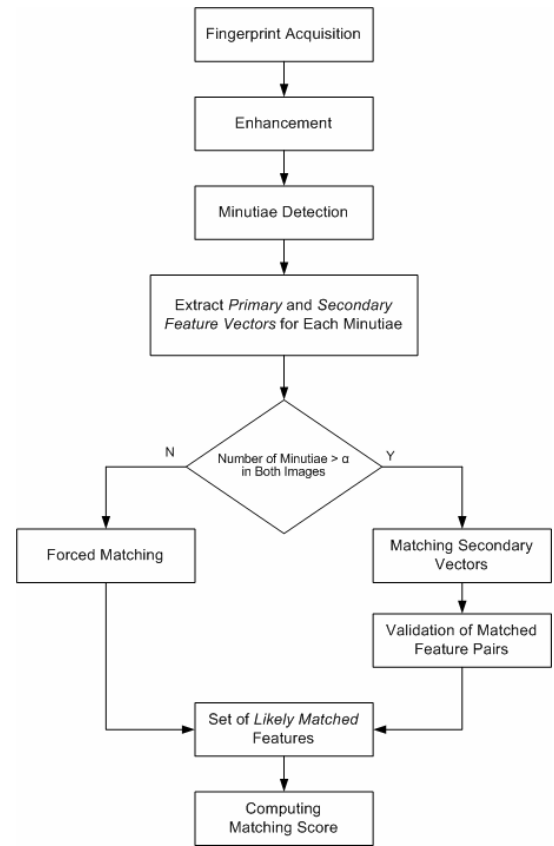 Fingerprint Acquisition
Enhancement
Minutiae Detection
Extract Primary and Secondary
Feature Vectors for Each Minutiae
Number of Minutiae > α
in Both Images
N
Y
Forced Matching
Matching Secondary
Vectors
Validation of Matched
Feature Pairs
Set of Likely Matched
Features
Computing
Matching Score